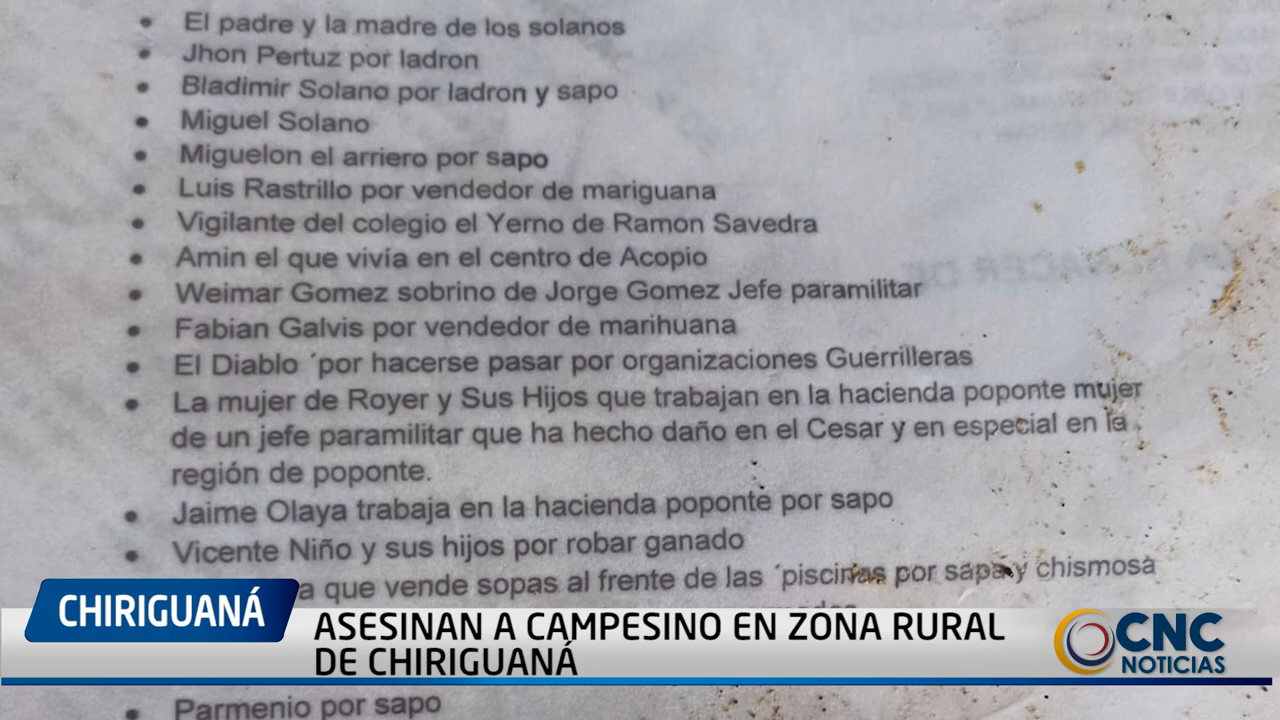 El padre y la madre de los solanos
Jhon Pertuz por ladron
Bladimir Solano por ladron y sapo
Miguel Solano
Miguelon el arriero por sapo
Luis Rastrillo por vendedor de mariguana
Vigilante del colegio el Yerno de Ramon Savedra
Amin el que vivía en el centro de Acopio
Weimar Gomez sobrino de Jorge Gomez Jefe paramilitar
Fabian Galvis por vendedor de marihuana
El Diablo ´por hacerse pasar por organizaciones Guerrilleras
La mujer de Royer y Sus Hijos que trabajan en la hacienda poponte mujer
de un jefe paramilitar que ha hecho daño en el Cesar y en especial en la
región de poponte.
Jaime Olaya trabaja en la hacienda poponte por sapo
Vicente Niño y sus hijos por robar ganado
que vende sopas al frente de las ´piscinas por sapa y chismosa
CHIRIGUANÁ
ASESINAN A CAMPESINO EN ZONA RURAL
DE CHIRIGUANÁ
CNC
NOTICIAS
Parmenio por sapo